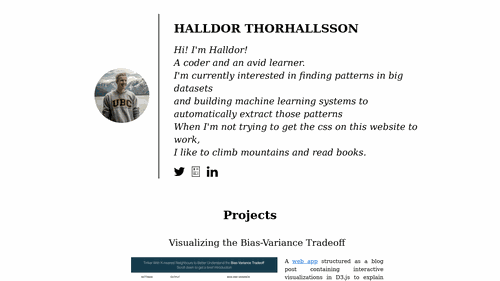 HALLDOR THORHALLSSON
Hi! I'm Halldor!
A coder and an avid learner.
I'm currently interested in finding patterns in big
datasets
and building machine learning systems to
automatically extract those patterns
When I'm not trying to get the css on this website to
work,
I like to climb mountains and read books.
UBC
Projects
Visualizing the Bias-Variance Tradeoff
A web app structured as a blog
post containing interactive
visualizations in D3.js to explain